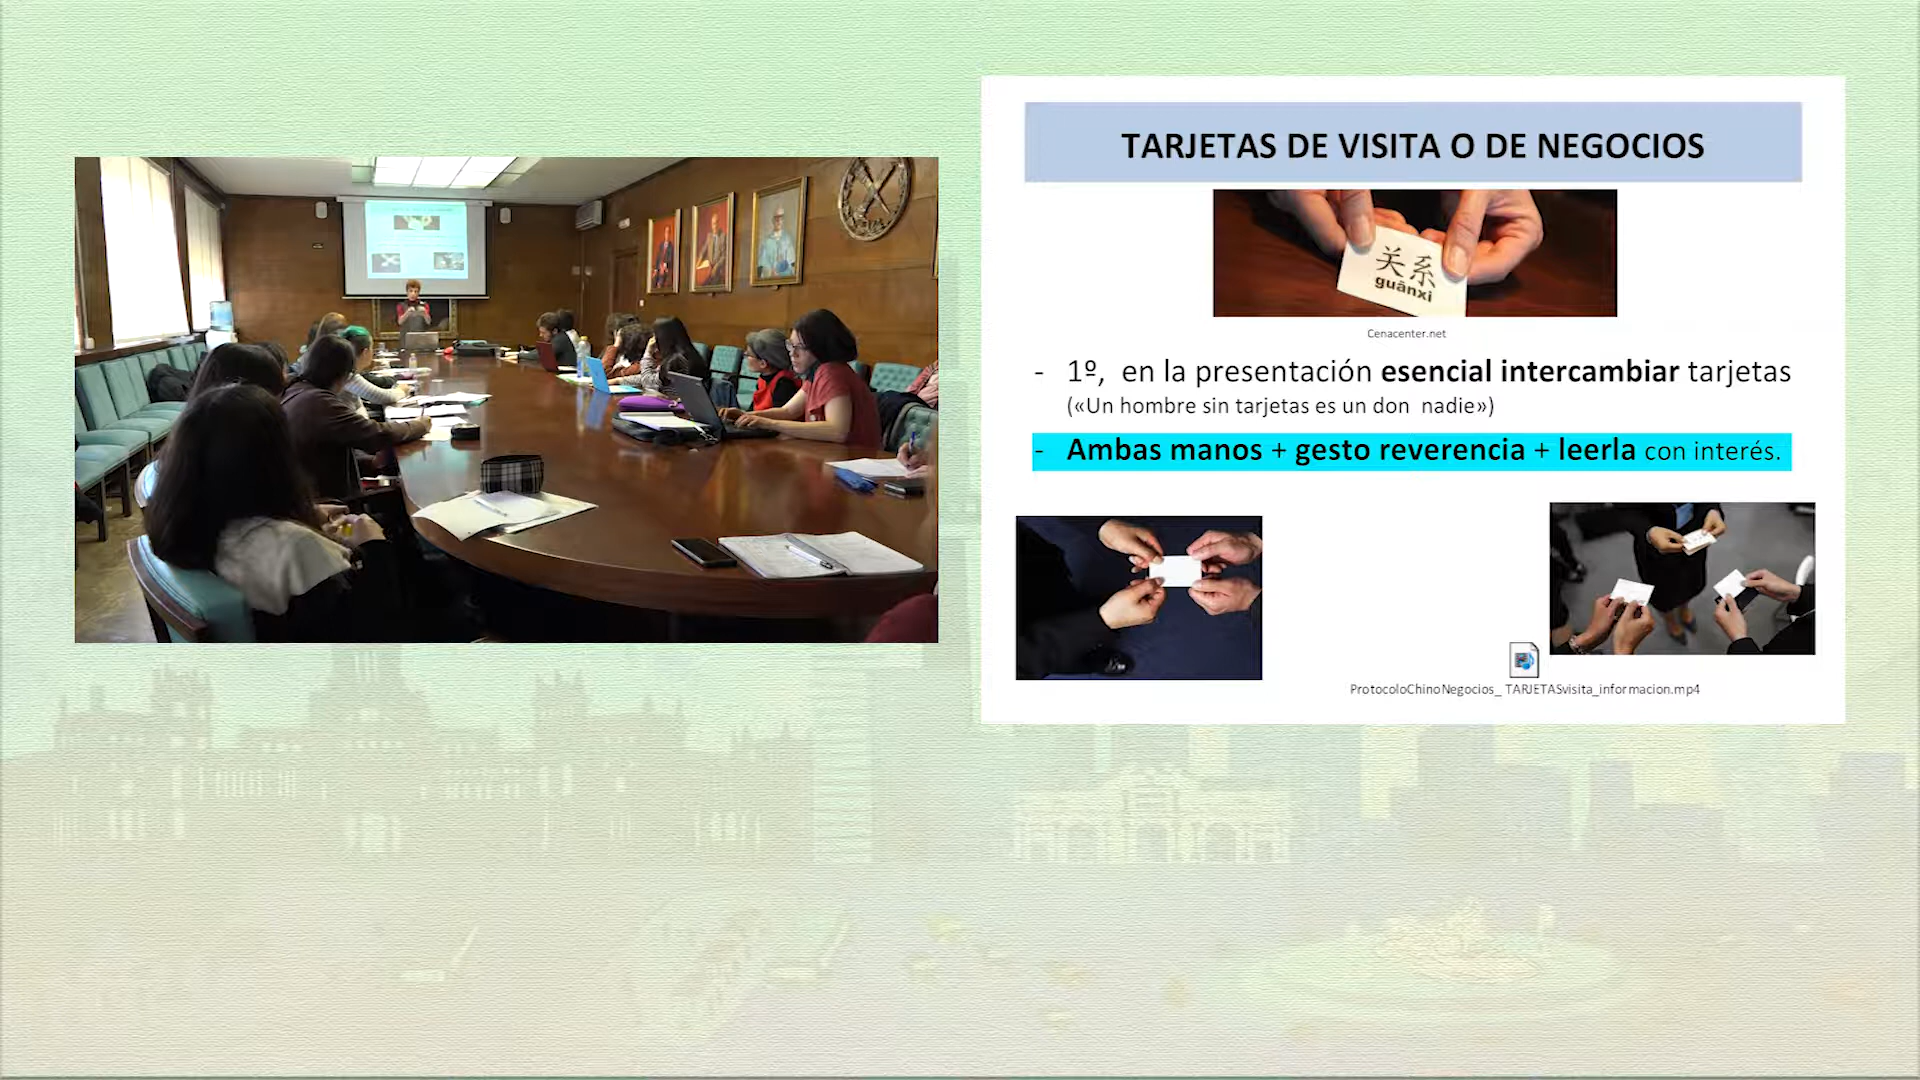 TARJETAS DE VISITA O DE NEGOCIOS
关系
guānxi
Cenacenter.net
- 1º, en la presentación esencial intercambiar tarjetas
(«Un hombre sin tarjetas es un don nadie»)
- Ambas manos + gesto reverencia + leerla con interés.
ProtocoloChinoNegocios_ TARJETASvisita_informacion.mp4